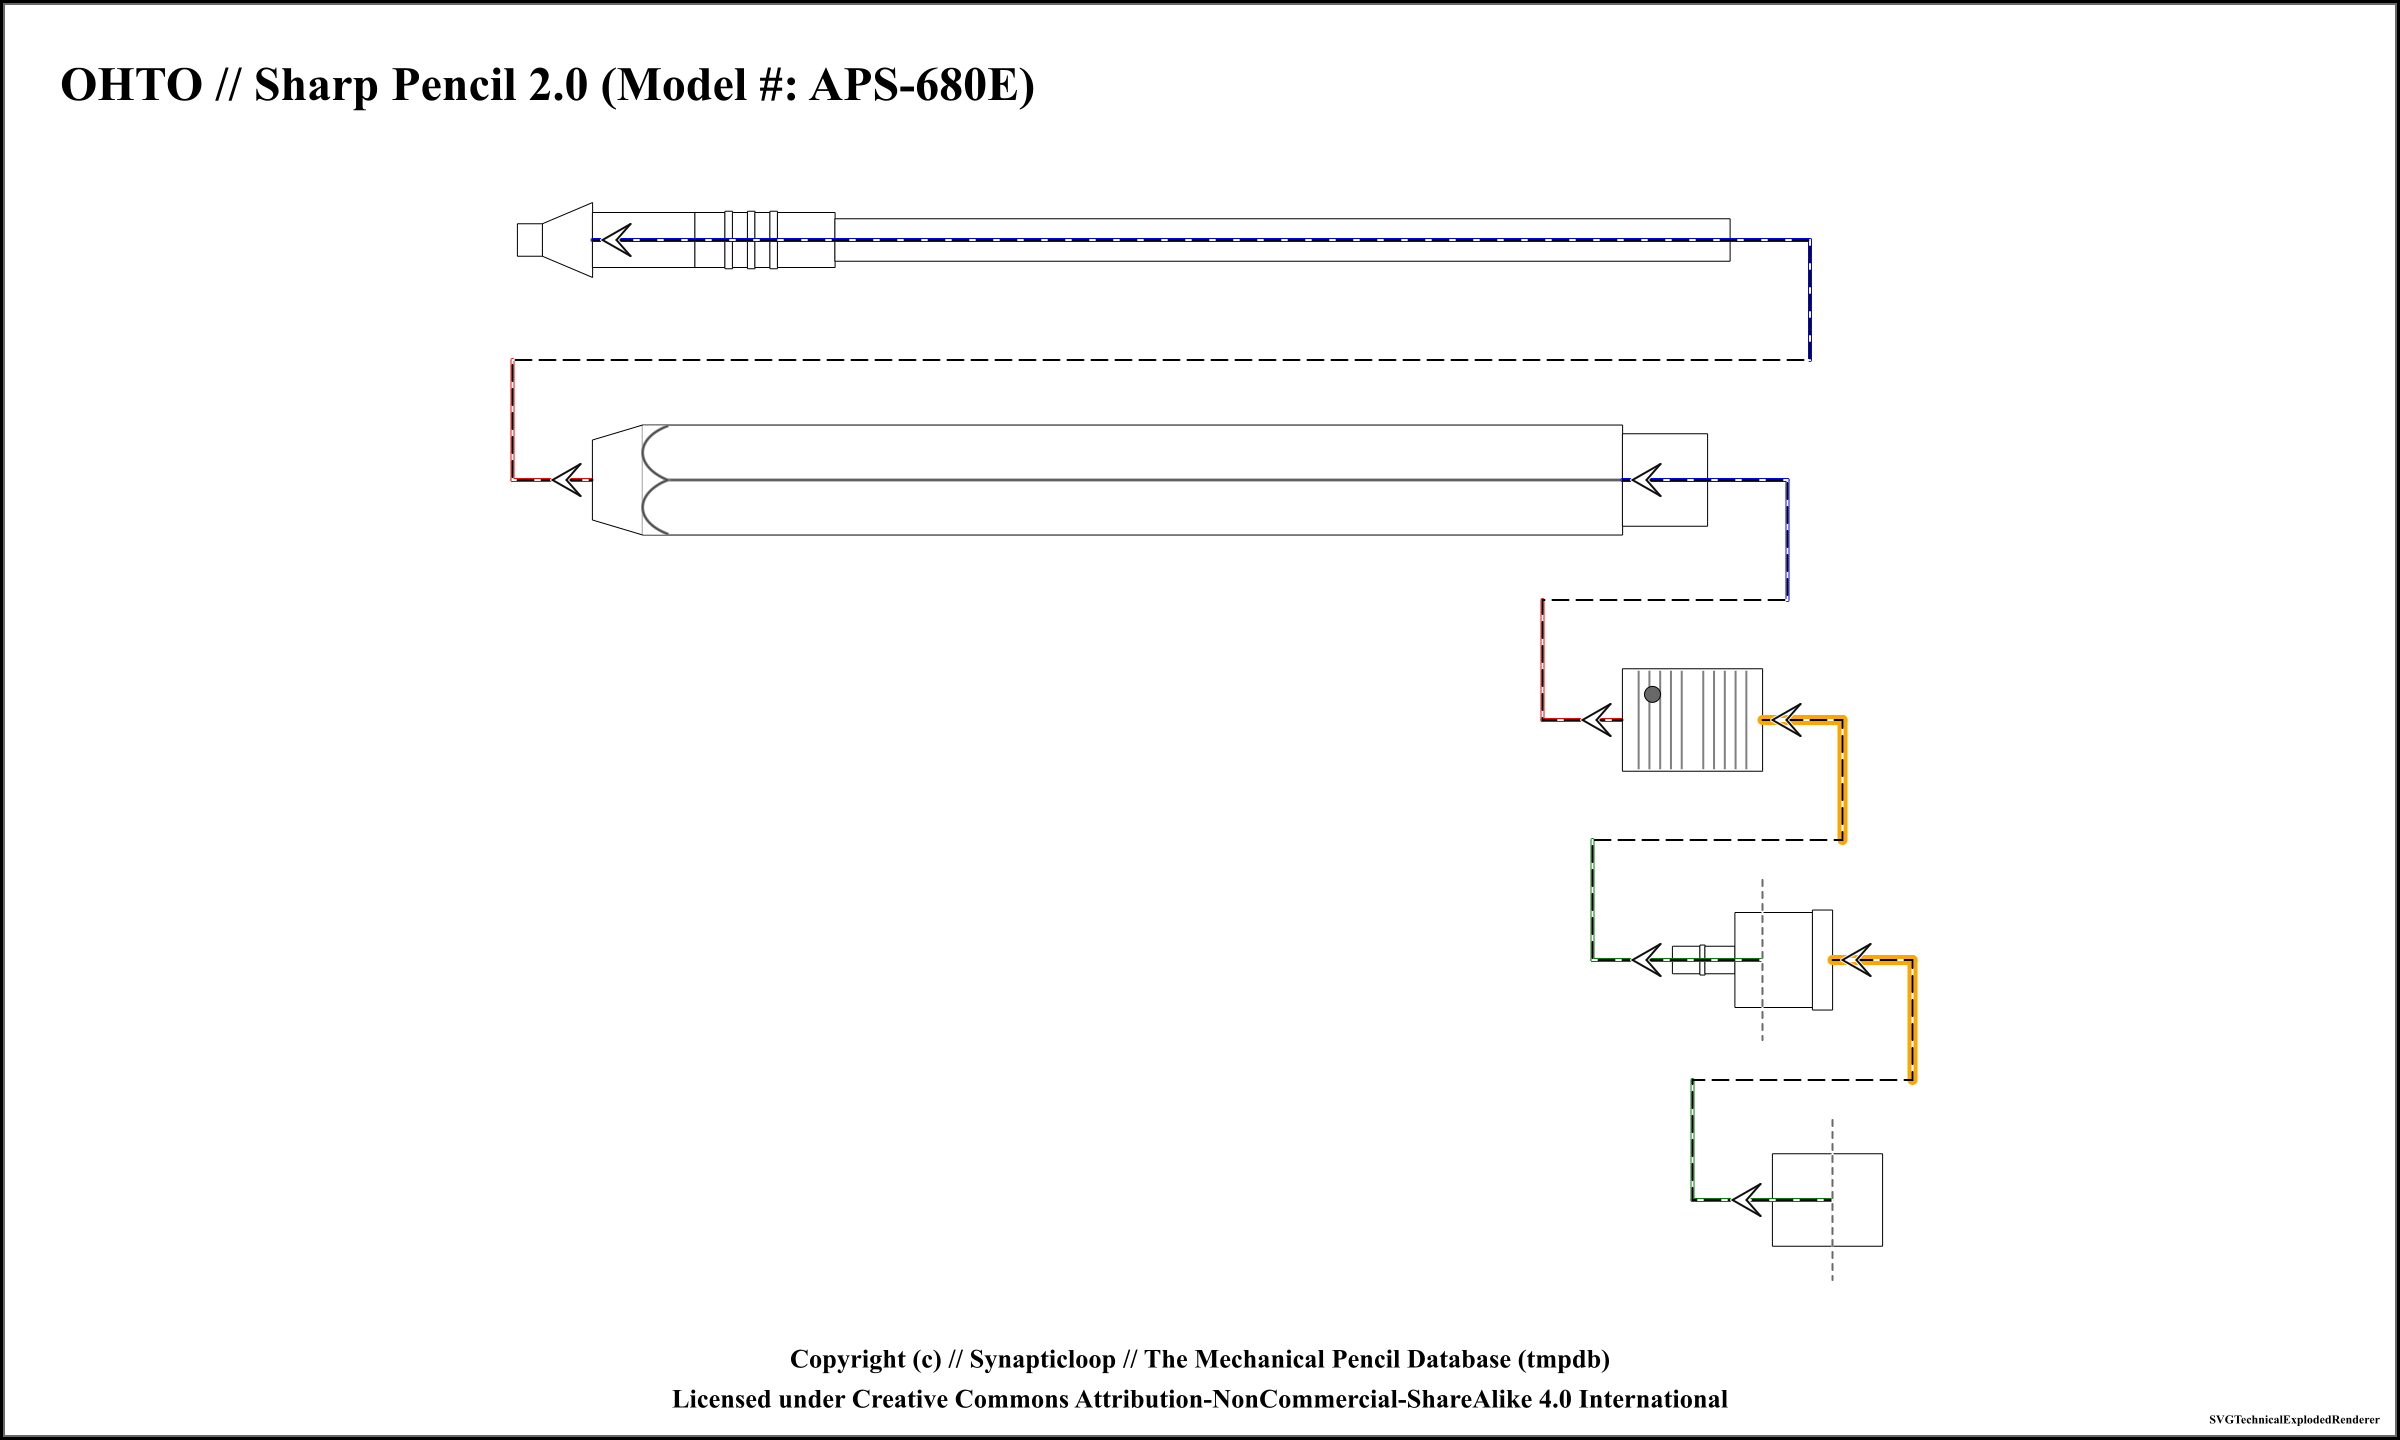 OHTO // Sharp Pencil 2.0 (Model #: APS-680E)
Copyright (c) // Synapticloop // The Mechanical Pencil Database (tmpdb)
Licensed under Creative Commons Attribution-NonCommercial-ShareAlike 4.0 International
SVGTechnicalExplodedRenderer